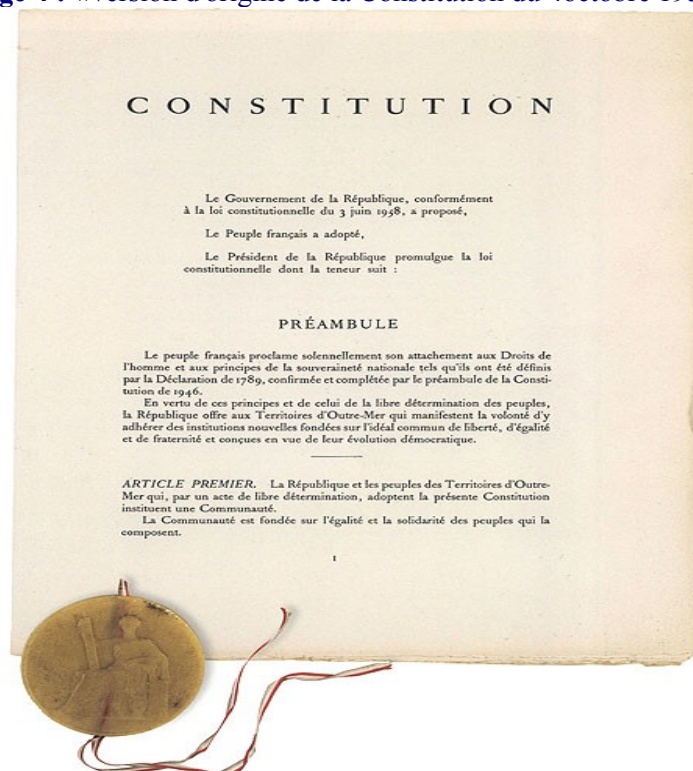 version d'origine de la Constitution du 4octobre
CONSTITUTION
Le Gouvernement de la République, conformément
à la loi constitutionnelle du 3 juin 1958, a proposé,
Le Peuple français a adopté,
Le Président de la République promulgue la loi
constitutionnelle dont la teneur suit :
PRÉAMBULE
Le peuple français proclame solennellement son attachement aux Droits de
l'homme et aux principes de la souveraineté nationale tels qu'ils ont été définis
par la Déclaration de 1789, confirmée et complétée par le préambule de la Consti-
tution de 1946.
En vertu de ces principes et de celui de la libre détermination des peuples,
la République offre aux Territoires d'Outre-Mer qui manifestent la volonté d'y
adhérer des institutions nouvelles fondées sur l'idéal commun de liberté, d'égalité
et de fraternité et conçues en vue de leur évolution démocratique.
ARTICLE PREMIER. La République et les peuples des Territoires d'Outre-
Mer qui, par un acte de libre détermination, adoptent la présente Constitution
instituent une Communauté.
La Communauté est fondée sur l'égalité et la solidarité des peuples qui la
composent.
1